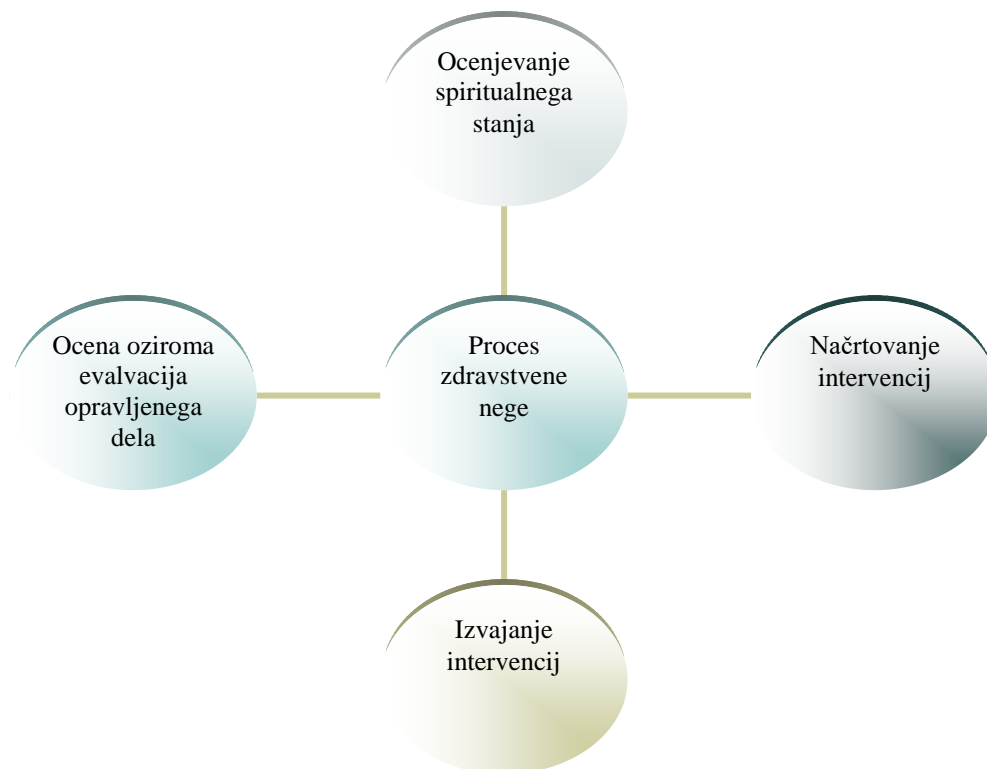 Ocenjevanje
spiritualnega
stanja
Ocena oziroma
evalvacija
opravljenega
dela
Proces
zdravstvene
nege
Načrtovanje
intervencij
Izvajanje
intervencij